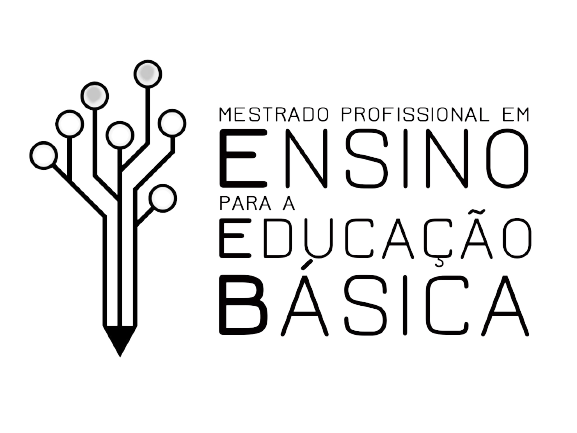 MESTRADO PROFISSIONAL EM
ENSINO
PARA A
EDUCAÇÃO
BÁSICA